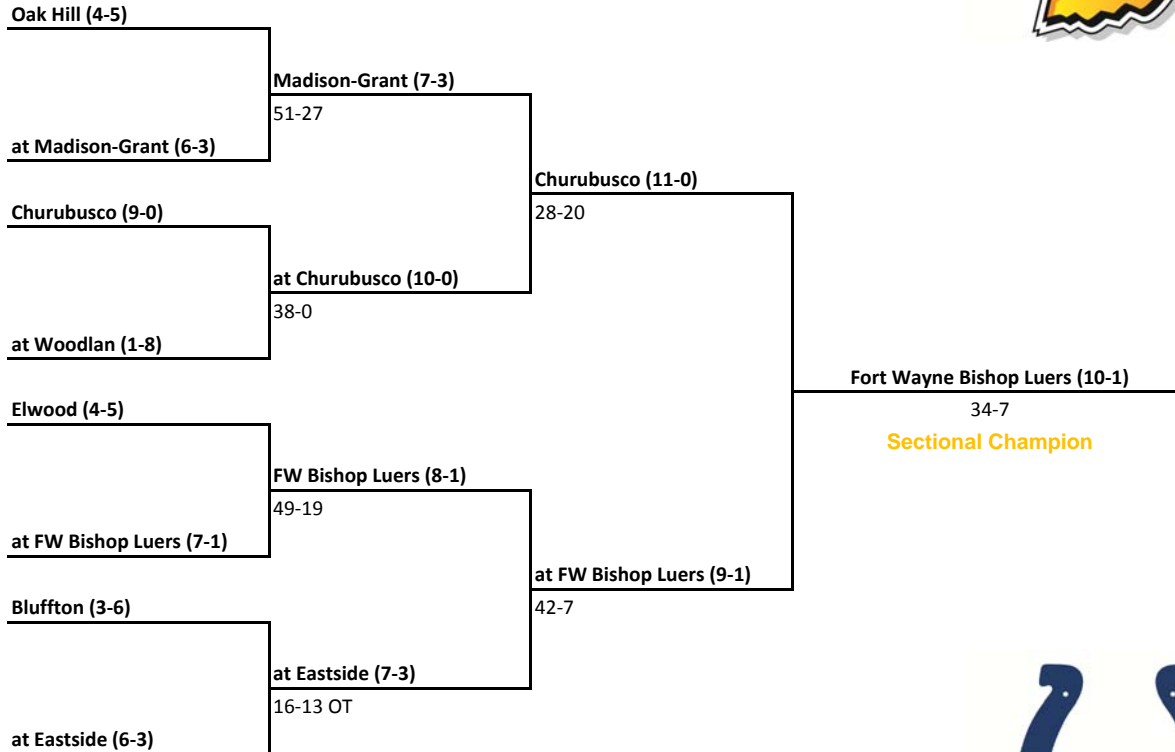 Oak Hill (4-5)
Madison-Grant (7-3)
51-27
at Madison-Grant (6-3)
Churubusco (11-0)
28-20
Churubusco (9-0)
at Churubusco (10-0)
38-0
at Woodlan (1-8)
Fort Wayne Bishop Luers (10-1)
34-7
Sectional Champion
Elwood (4-5)
FW Bishop Luers (8-1)
49-19
at FW Bishop Luers (7-1)
at FW Bishop Luers (9-1)
42-7
Bluffton (3-6)
at Eastside (7-3)
16-13 OT
at Eastside (6-3)